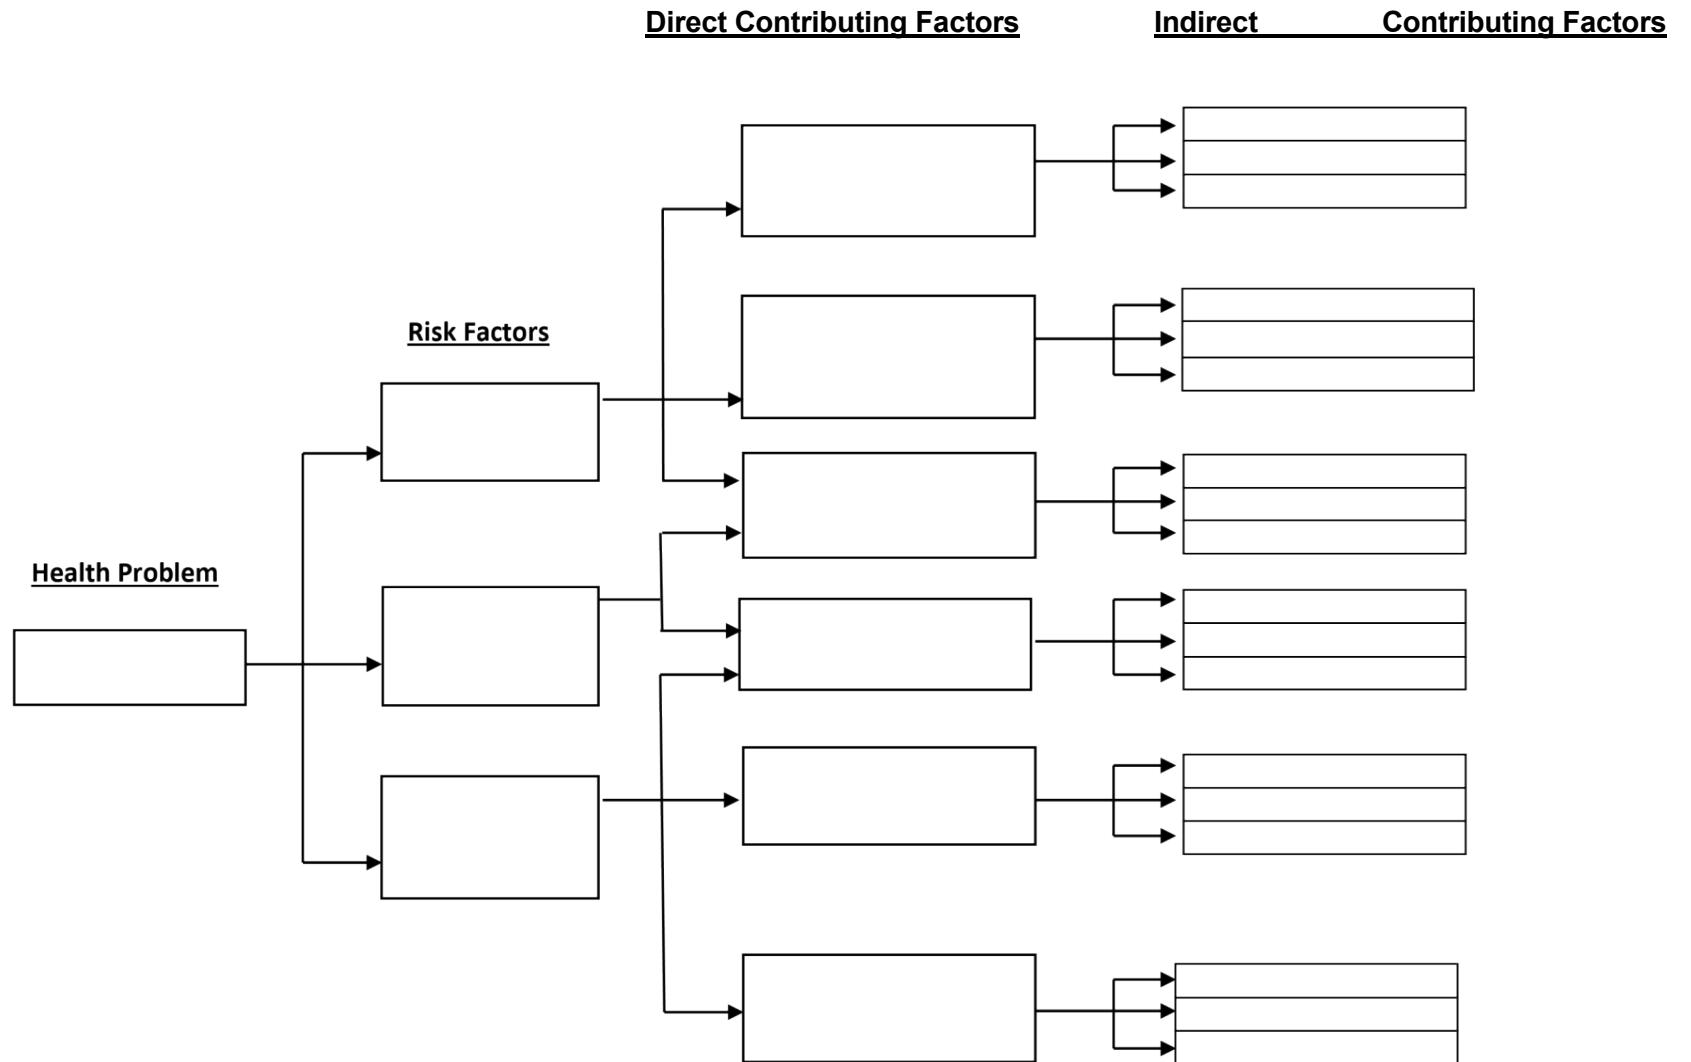 Direct Contributing Factors
Indirect Contributing Factors
Risk Factors
Health Problem